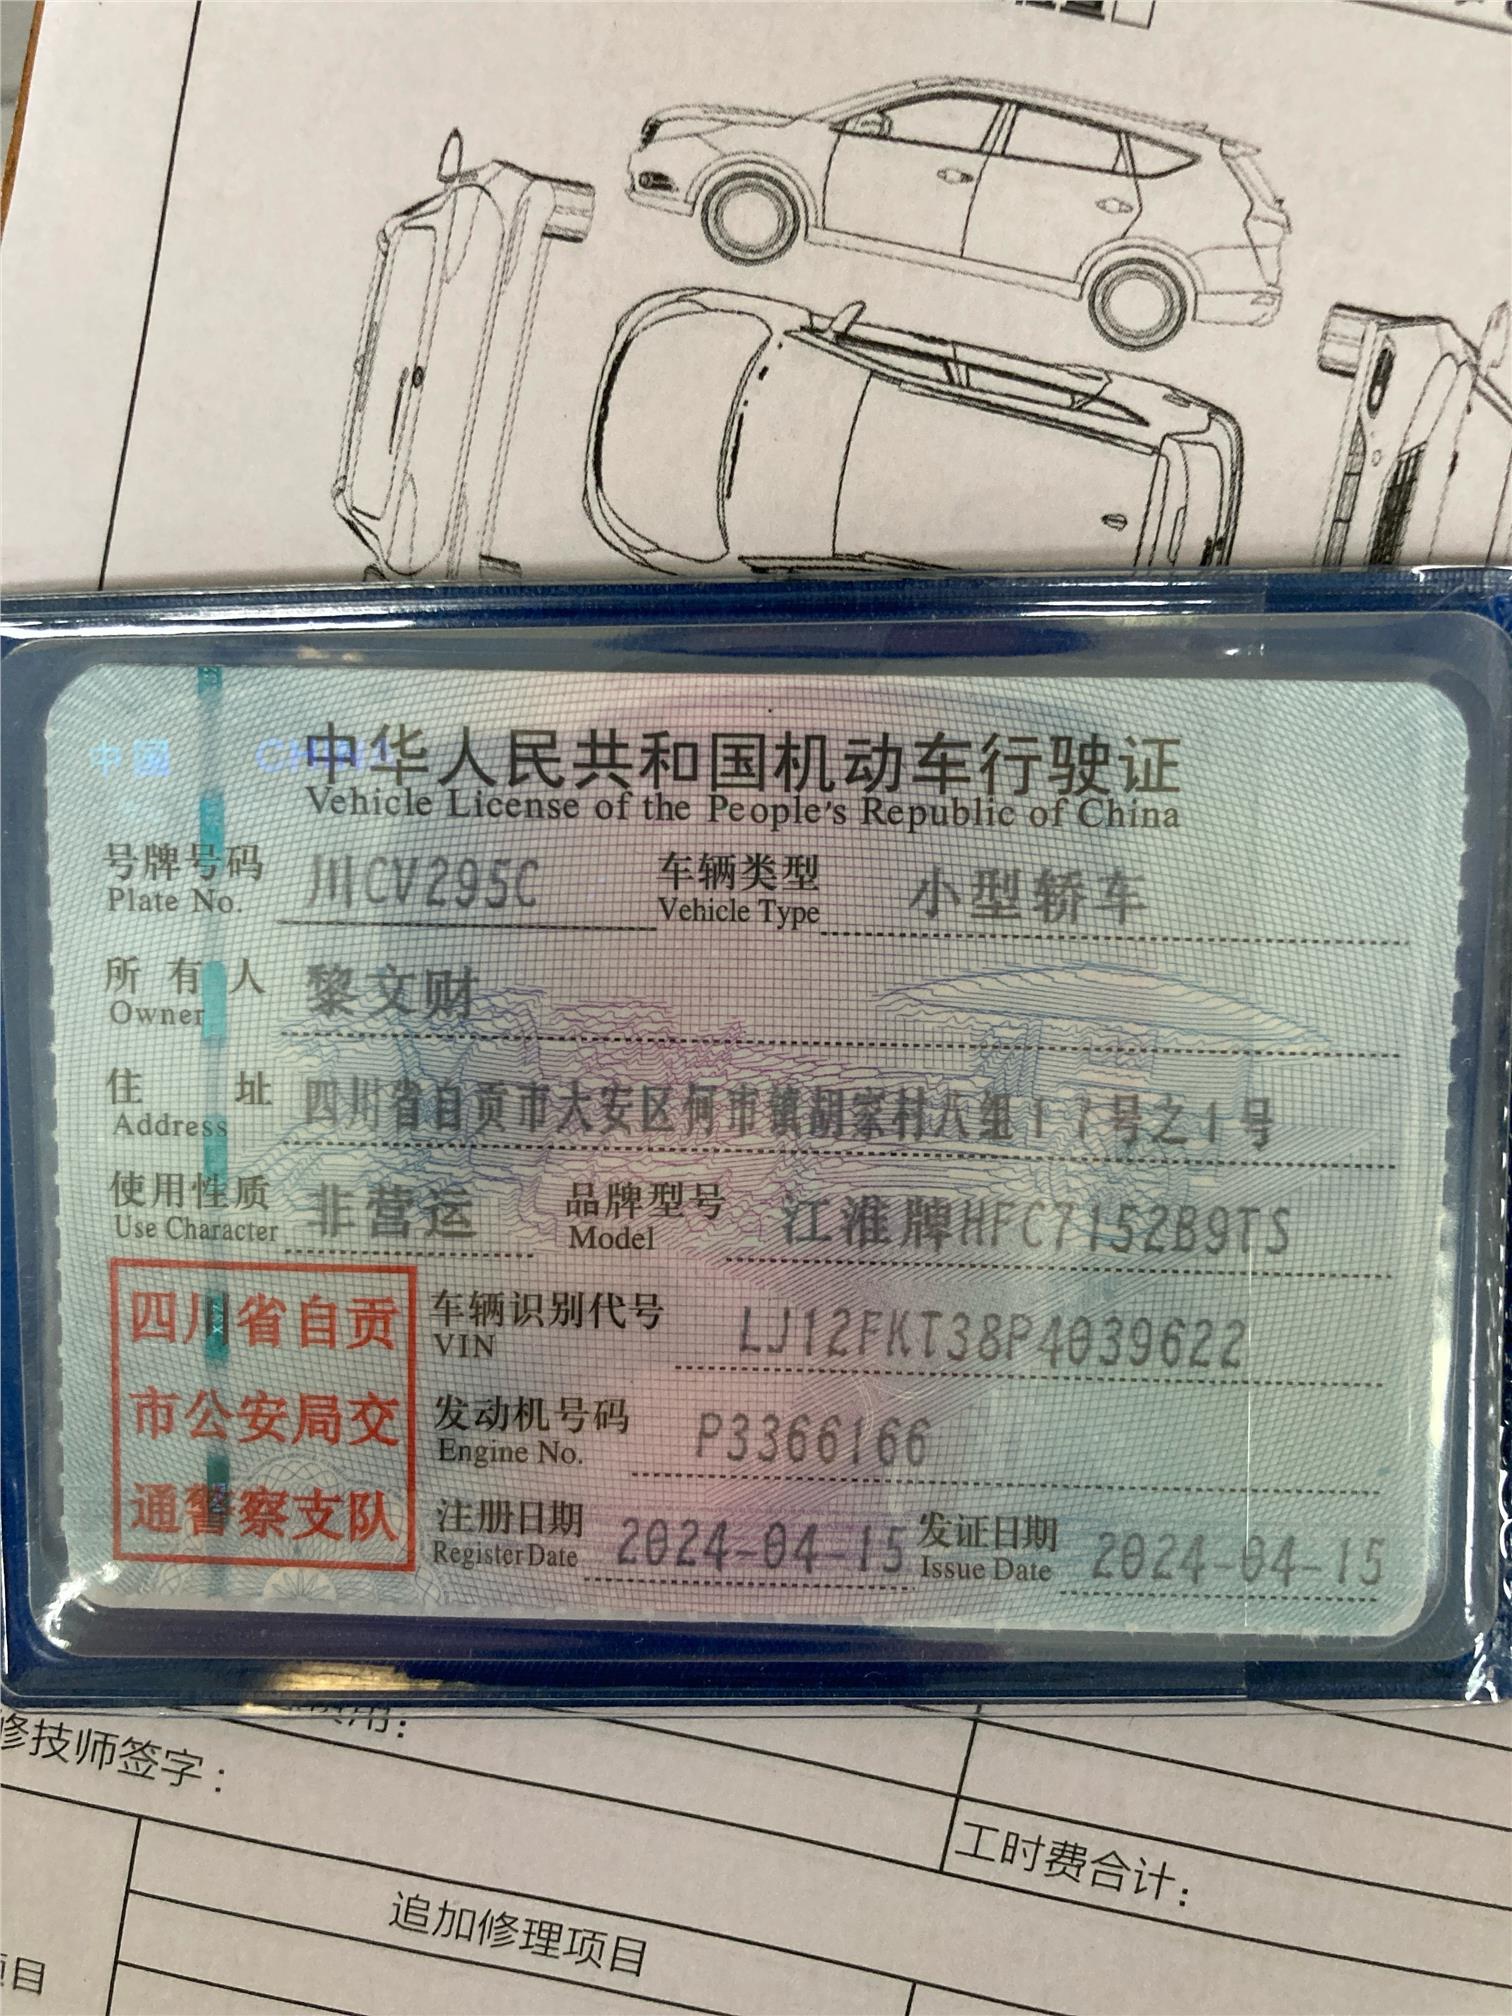 中国 CHINA
中华人民共和国机动车行驶证
Vehicle License of the People's Republic of China
号牌号码 川CV295C 车辆类型 小型轿车
Plate No. Vehicle Type
所有人 黎文财
Owner
住址 四川省自贡市大安区何市镇胡家村八组17号之1号
Address
使用性质 非营运 品牌型号 江淮牌HFC7152B9TS
Use Character Model
四川省自贡
市公安局交
通警察支队
车辆识别代号 LJ12FKT38P4039622
VIN
发动机号码 P3366166
Engine No.
注册日期 2024-04-15 发证日期 2024-04-15
Register Date Issue Date
修技师签字：
工时费合计：
追加修理项目
项目